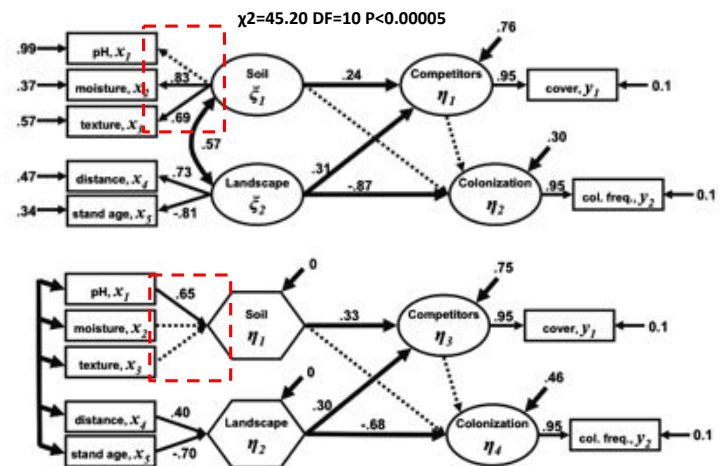 χ2=45.20 DF=10 P<0.00005
.99
pH, x1
.37
moisture, x2
.83
.57
texture, x3
.69
Soil
ξ1
.24
Competitors
η1
.76
.95
cover, y1
0.1
.57
.31
.47
distance, x4
.73
.34
stand age, x5
-.81
Landscape
ξ2
-.87
Colonization
η2
.30
.95
col. freq., y2
0.1
pH, x1
.65
moisture, x2
texture, x3
0
Soil
η1
.33
Competitors
η3
.75
.95
cover, y1
0.1
distance, x4
.40
stand age, x5
-.70
0
Landscape
η2
.30
-.68
Colonization
η4
.46
.95
col. freq., y2
0.1